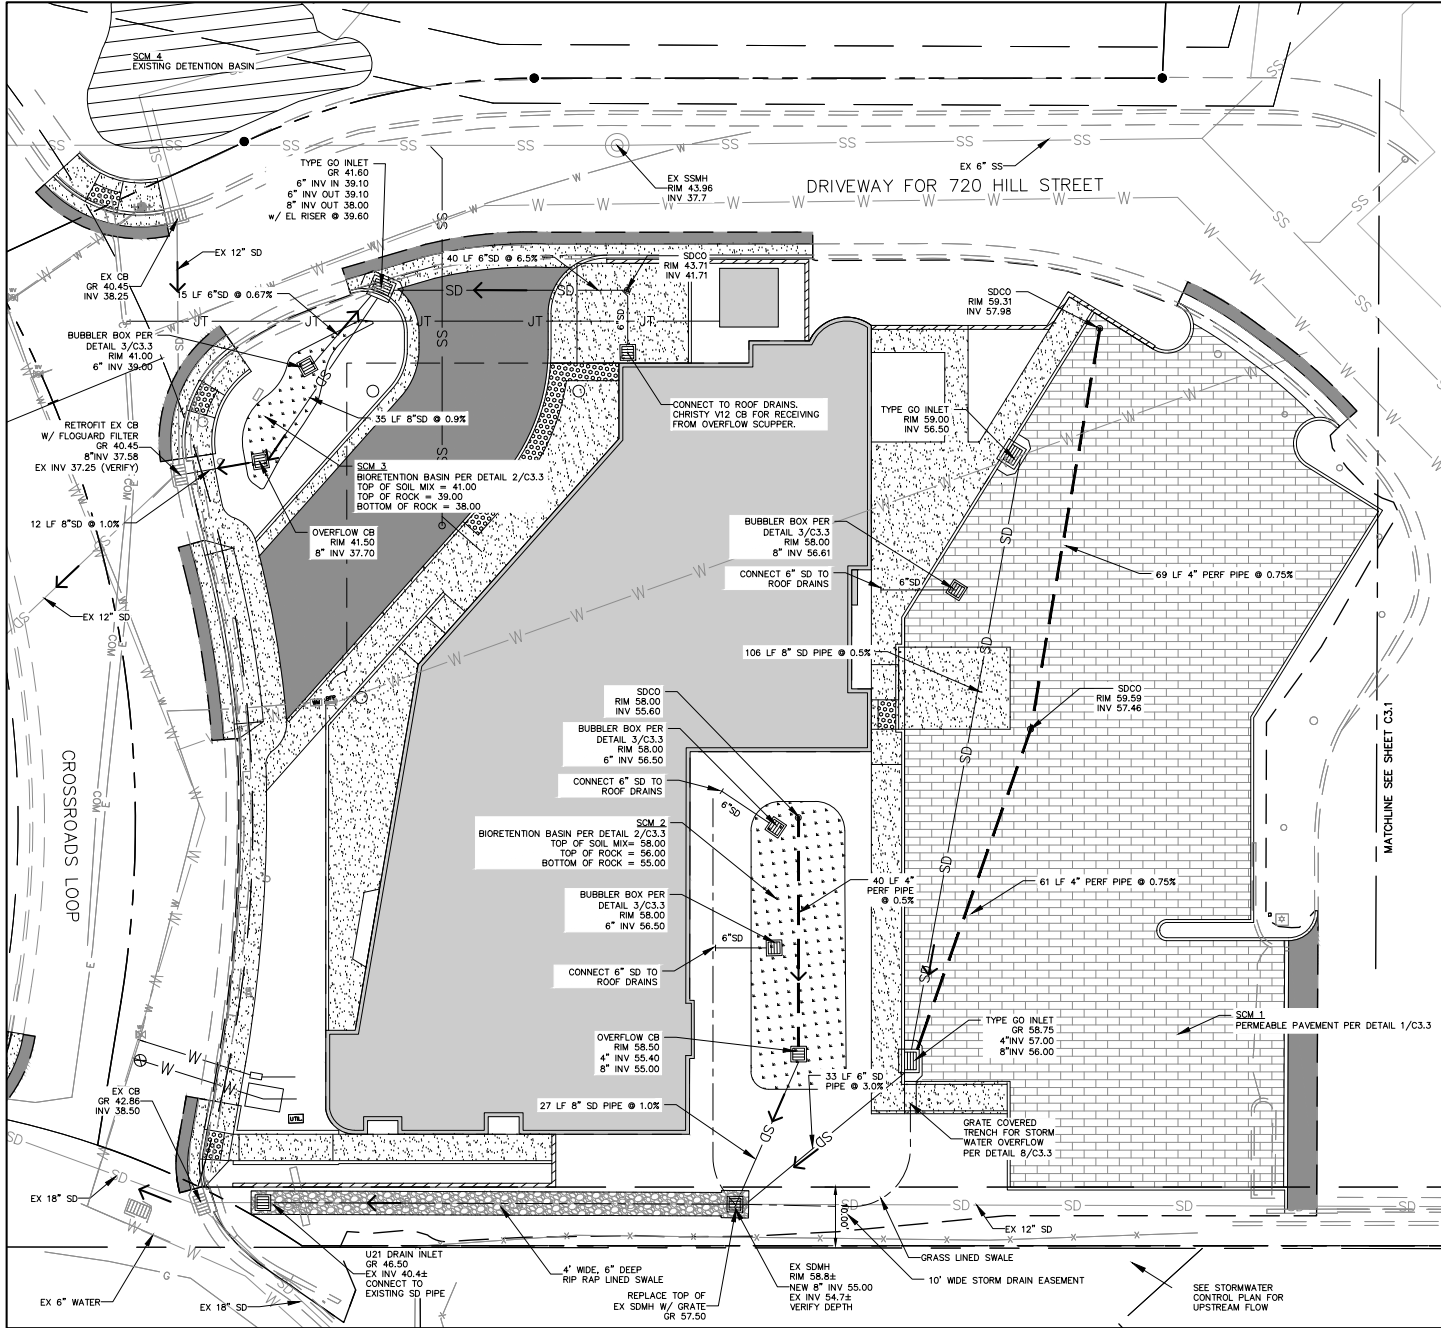 SCM 4
EXISTING DETENTION BASIN
TYPE GO INLET
GR 41.60
6" INV IN 39.10
6" INV OUT 39.10
8" INV OUT 38.00
w/ EL RISER @ 39.60
EX SSMH
RIM 43.96
INV 37.7
EX 6" SS
DRIVEWAY FOR 720 HILL STREET
EX 12" SD
EX CB
GR 40.45
INV 38.25
15 LF 6"SD @ 0.67%
40 LF 6"SD @ 6.5%
SDCO
RIM 43.71
INV 41.71
SDCO
RIM 59.31
INV 57.98
BUBBLER BOX PER
DETAIL 3/C3.3
RIM 41.00
6" INV 39.00
35 LF 8"SD @ 0.9%
CONNECT TO ROOF DRAINS.
CHRISTY V12 CB FOR RECEIVING
FROM OVERFLOW SCUPPER.
TYPE GO INLET
RIM 59.00
INV 56.50
RETROFIT EX CB
W/ FLOGUARD FILTER
GR 40.45
8"INV 37.58
EX INV 37.25 (VERIFY)
SCM 3
BIORETENTION BASIN PER DETAIL 2/C3.3
TOP OF SOIL MIX = 41.00
TOP OF ROCK = 39.00
BOTTOM OF ROCK = 38.00
12 LF 8"SD @ 1.0%
OVERFLOW CB
RIM 41.50
8" INV 37.70
BUBBLER BOX PER
DETAIL 3/C3.3
RIM 58.00
8" INV 56.61
CONNECT 6" SD TO
ROOF DRAINS
6"SD
69 LF 4" PERF PIPE @ 0.75%
EX 12" SD
106 LF 8" SD PIPE @ 0.5%
SDCO
RIM 58.00
INV 55.60
SDCO
RIM 59.59
INV 57.46
BUBBLER BOX PER
DETAIL 3/C3.3
RIM 58.00
6" INV 56.50
CONNECT 6" SD TO
ROOF DRAINS
6"SD
SCM 2
BIORETENTION BASIN PER DETAIL 2/C3.3
TOP OF SOIL MIX= 58.00
TOP OF ROCK = 56.00
BOTTOM OF ROCK = 55.00
MATCHLINE SEE SHEET C3.1
CROSSROADS LOOP
40 LF 4"
PERF PIPE
@ 0.5%
61 LF 4" PERF PIPE @ 0.75%
BUBBLER BOX PER
DETAIL 3/C3.3
RIM 58.00
6" INV 56.50
6"SD
CONNECT 6" SD TO
ROOF DRAINS
TYPE GO INLET
GR 58.75
4"INV 57.00
8"INV 56.00
SCM 1
PERMEABLE PAVEMENT PER DETAIL 1/C3.3
OVERFLOW CB
RIM 58.50
4" INV 55.40
8" INV 55.00
33 LF 6" SD
PIPE @ 3.0%
27 LF 8" SD PIPE @ 1.0%
EX CB
GR 42.86
INV 38.50
UTIL
GRATE COVERED
TRENCH FOR STORM
WATER OVERFLOW
PER DETAIL 8/C3.3
EX 18" SD
10.00'
EX 12" SD
GRASS LINED SWALE
U21 DRAIN INLET
GR 46.50
EX INV 40.4±
CONNECT TO
EXISTING SD PIPE
4' WIDE, 6" DEEP
RIP RAP LINED SWALE
EX SDMH
RIM 58.8±
NEW 8" INV 55.00
EX INV 54.7±
VERIFY DEPTH
10' WIDE STORM DRAIN EASEMENT
REPLACE TOP OF
EX SDMH W/ GRATE
GR 57.50
SEE STORMWATER
CONTROL PLAN FOR
UPSTREAM FLOW
EX 6" WATER
EX 18" SD